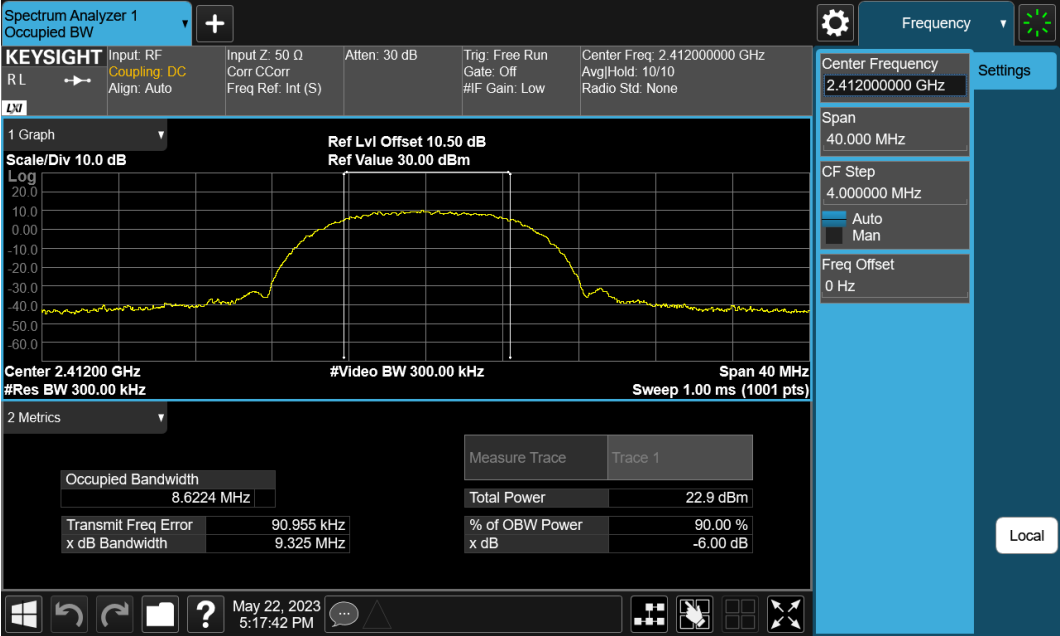 Spectrum Analyzer 1
Occupied BW
Frequency
KEYSIGHT
R L
LXI
Input: RF
Coupling: DC
Align: Auto
Input Z: 50 Ω
Corr CCorr
Freq Ref: Int (S)
Atten: 30 dB
Trig: Free Run
Gate: Off
#IF Gain: Low
Center Freq: 2.412000000 GHz
Avg|Hold: 10/10
Radio Std: None
Center Frequency
2.412000000 GHz
Settings
Span
40.000 MHz
CF Step
4.000000 MHz
Auto
Man
Freq Offset
0 Hz
Local
1 Graph
Scale/Div 10.0 dB
Ref Lvl Offset 10.50 dB
Ref Value 30.00 dBm
Log
20.0
10.0
0.00
-10.0
-20.0
-30.0
-40.0
-50.0
-60.0
Center 2.41200 GHz
#Video BW 300.00 kHz
Span 40 MHz
#Res BW 300.00 kHz
Sweep 1.00 ms (1001 pts)
2 Metrics
Measure Trace
Trace 1
Occupied Bandwidth
8.6224 MHz
Total Power
22.9 dBm
Transmit Freq Error
90.955 kHz
% of OBW Power
90.00 %
x dB Bandwidth
9.325 MHz
x dB
-6.00 dB
?
May 22, 2023
5:17:42 PM